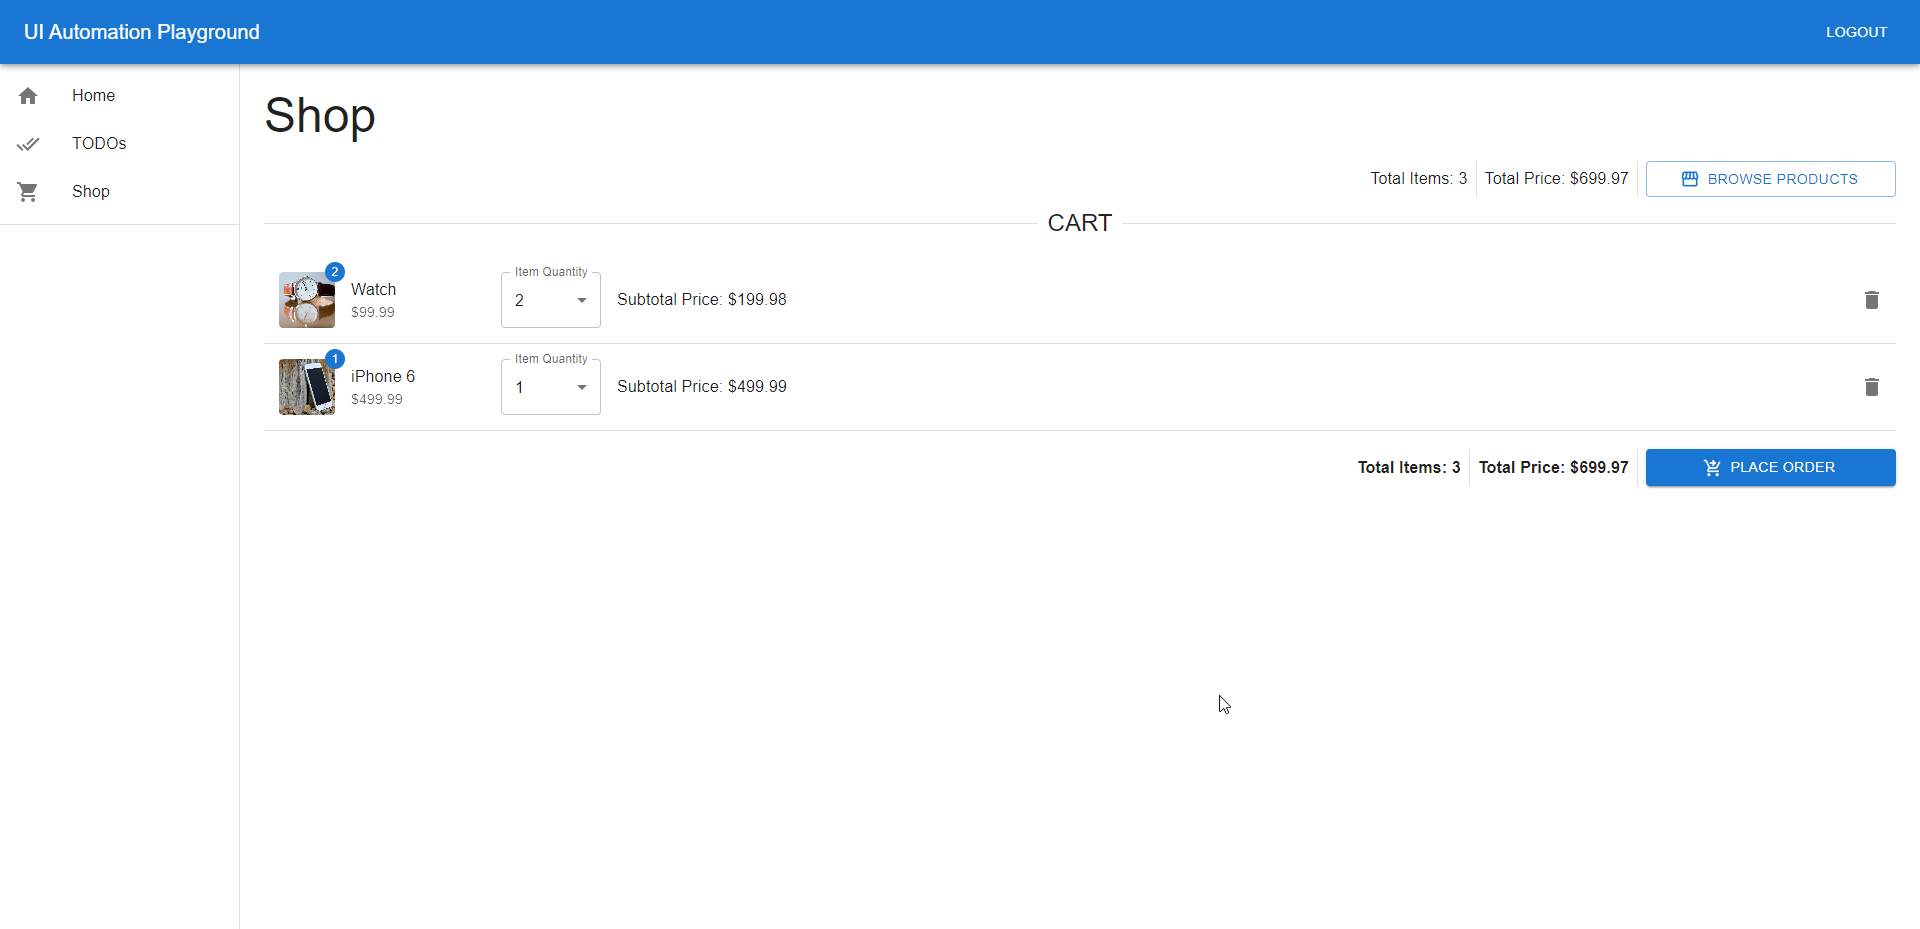 UI Automation Playground
LOGOUT
Home
TODOs
Shop
Shop
Total Items: 3 Total Price: $699.97 BROWSE PRODUCTS
CART
2
Watch
$99.99
Item Quantity
2
Subtotal Price: $199.98
1
iPhone 6
$499.99
Item Quantity
1
Subtotal Price: $499.99
Total Items: 3 Total Price: $699.97 PLACE ORDER